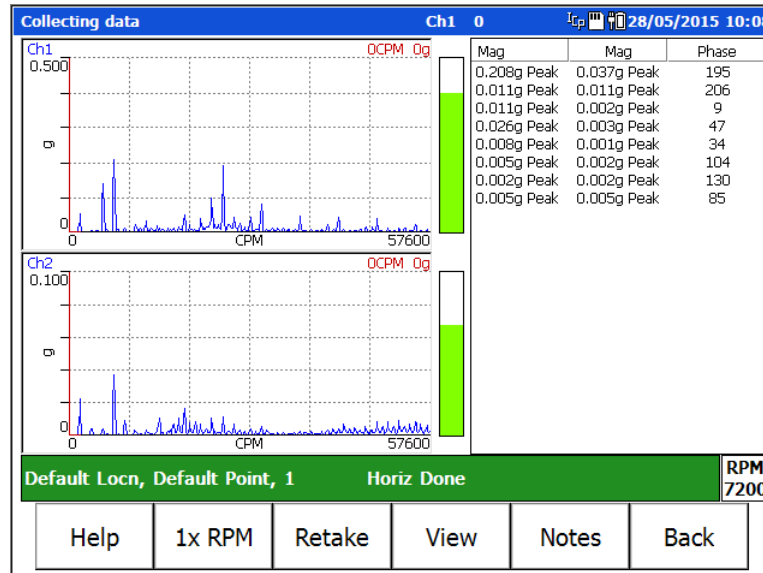 Collecting data Ch1 0 Icp 28/05/2015 10:08
Ch1 0CPM 0g
0.500
g
0
0 CPM 57600
Ch2 0CPM 0g
0.100
g
0
0 CPM 57600
Mag Mag Phase
0.208g Peak 0.037g Peak 195
0.011g Peak 0.011g Peak 206
0.011g Peak 0.002g Peak 9
0.026g Peak 0.003g Peak 47
0.008g Peak 0.001g Peak 34
0.005g Peak 0.002g Peak 104
0.002g Peak 0.002g Peak 130
0.005g Peak 0.005g Peak 85
Default Locn, Default Point, 1 Horiz Done
RPM
7200
Help 1x RPM Retake View Notes Back